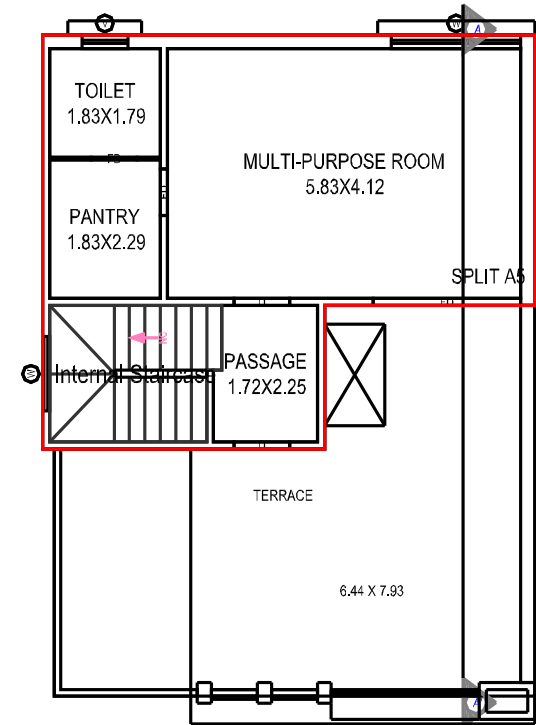 V
W
A
TOILET
1.83X1.79
MULTI-PURPOSE ROOM
5.83X4.12
FD
PANTRY
1.83X2.29
SPLIT A5
W
Internal Staircase
PASSAGE
1.72X2.25
TERRACE
6.44 X 7.93
A